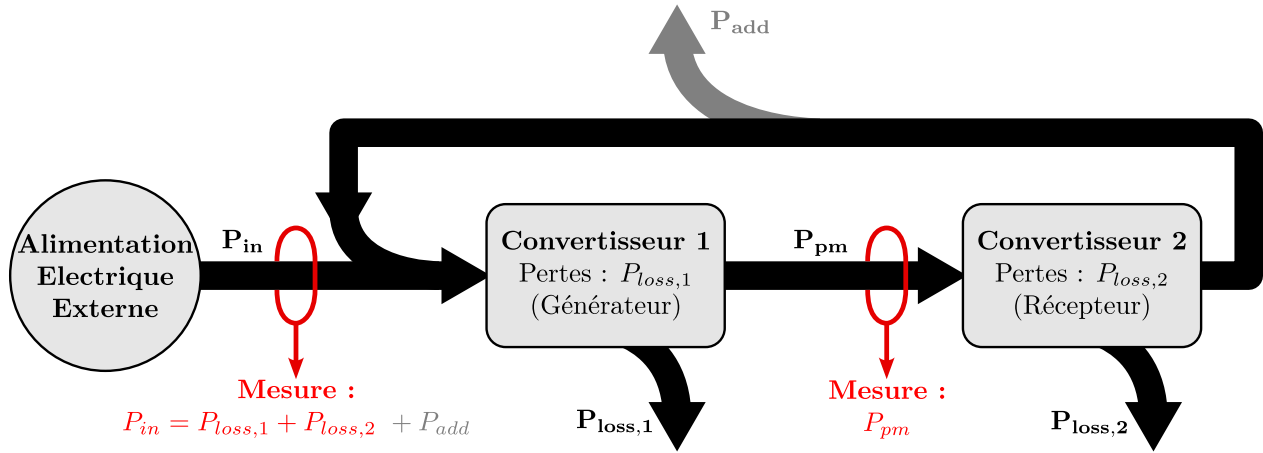 P_add
Alimentation
Electrique
Externe
P_in
Convertisseur 1
Pertes : P_loss,1
(Générateur)
P_pm
Convertisseur 2
Pertes : P_loss,2
(Récepteur)
Mesure :
P_in = P_loss,1 + P_loss,2 + P_add
P_loss,1
Mesure :
P_pm
P_loss,2